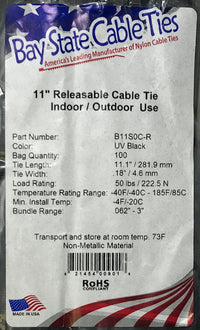 Bay State Cable Ties
America's Leading Manufacturer of Nylon Cable Ties
11" Releasable Cable Tie
Indoor / Outdoor Use
Part Number: B11S0C-R
Color: UV Black
Bag Quantity: 100
Tie Length: 11.1" / 281.9 mm
Tie Width: .18" / 4.6 mm
Load Rating: 50 lbs / 222.5 N
Temperature Rating Range: -40F/-40C - 185F/85C
Min. Install Temp: -4F/-20C
Bundle Range: .062" - 3"
Transport and store at room temp. 73F
Non-Metallic Material
MADE IN USA
RoHS
COMPLIANT